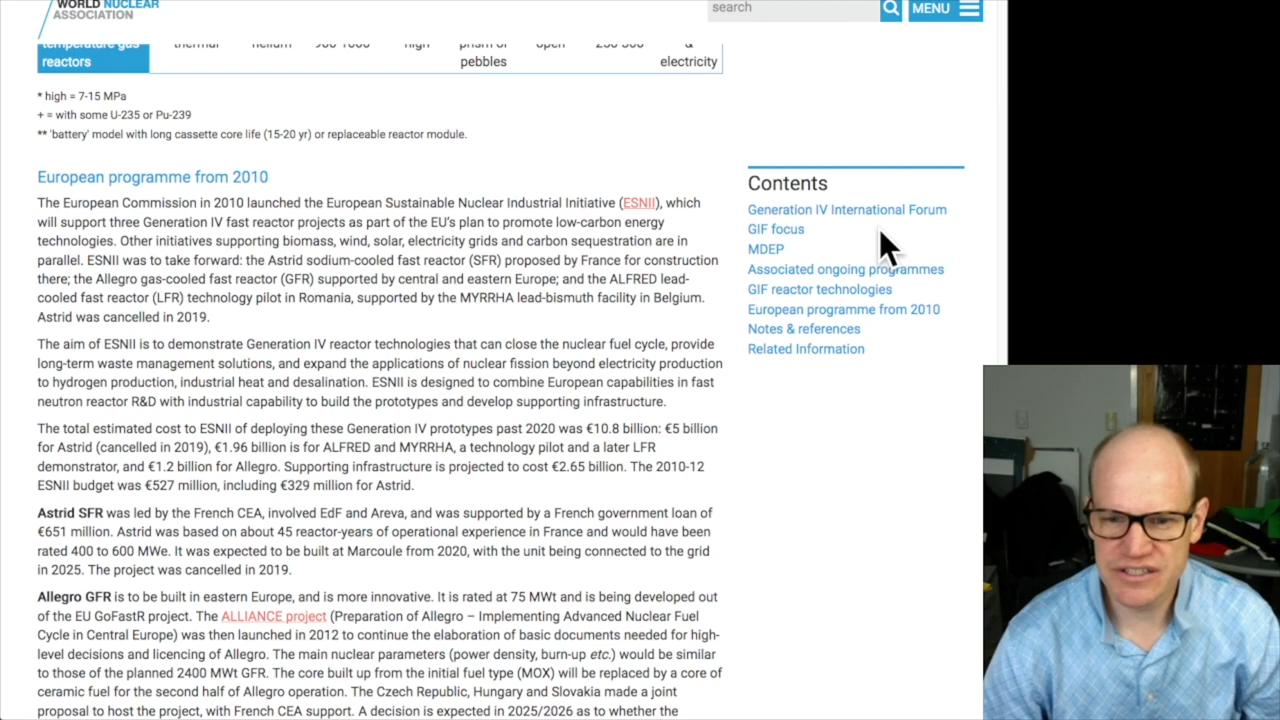 WORLD NUCLEAR
ASSOCIATION
search
MENU
temperature gas thermal helium high prism or open &
reactors pebbles electricity
* high = 7-15 MPa
+ = with some U-235 or Pu-239
** 'battery' model with long cassette core life (15-20 yr) or replaceable reactor module.
European programme from 2010
The European Commission in 2010 launched the European Sustainable Nuclear Industrial Initiative (ESNII), which
will support three Generation IV fast reactor projects as part of the EU's plan to promote low-carbon energy
technologies. Other initiatives supporting biomass, wind, solar, electricity grids and carbon sequestration are in
parallel. ESNII was to take forward: the Astrid sodium-cooled fast reactor (SFR) proposed by France for construction
there; the Allegro gas-cooled fast reactor (GFR) supported by central and eastern Europe; and the ALFRED lead-
cooled fast reactor (LFR) technology pilot in Romania, supported by the MYRRHA lead-bismuth facility in Belgium.
Astrid was cancelled in 2019.
The aim of ESNII is to demonstrate Generation IV reactor technologies that can close the nuclear fuel cycle, provide
long-term waste management solutions, and expand the applications of nuclear fission beyond electricity production
to hydrogen production, industrial heat and desalination. ESNII is designed to combine European capabilities in fast
neutron reactor R&D with industrial capability to build the prototypes and develop supporting infrastructure.
The total estimated cost to ESNII of deploying these Generation IV prototypes past 2020 was €10.8 billion: €5 billion
for Astrid (cancelled in 2019), €1.96 billion is for ALFRED and MYRRHA, a technology pilot and a later LFR
demonstrator, and €1.2 billion for Allegro. Supporting infrastructure is projected to cost €2.65 billion. The 2010-12
ESNII budget was €527 million, including €329 million for Astrid.
Astrid SFR was led by the French CEA, involved EdF and Areva, and was supported by a French government loan of
€651 million. Astrid was based on about 45 reactor-years of operational experience in France and would have been
rated 400 to 600 MWe. It was expected to be built at Marcoule from 2020, with the unit being connected to the grid
in 2025. The project was cancelled in 2019.
Allegro GFR is to be built in eastern Europe, and is more innovative. It is rated at 75 MWt and is being developed out
of the EU GoFastR project. The ALLIANCE project (Preparation of Allegro – Implementing Advanced Nuclear Fuel
Cycle in Central Europe) was then launched in 2012 to continue the elaboration of basic documents needed for high-
level decisions and licencing of Allegro. The main nuclear parameters (power density, burn-up etc.) would be similar
to those of the planned 2400 MWt GFR. The core built up from the initial fuel type (MOX) will be replaced by a core of
ceramic fuel for the second half of Allegro operation. The Czech Republic, Hungary and Slovakia made a joint
proposal to host the project, with French CEA support. A decision is expected in 2025/2026 as to whether the
Contents
Generation IV International Forum
GIF focus
MDEP
Associated ongoing programmes
GIF reactor technologies
European programme from 2010
Notes & references
Related Information